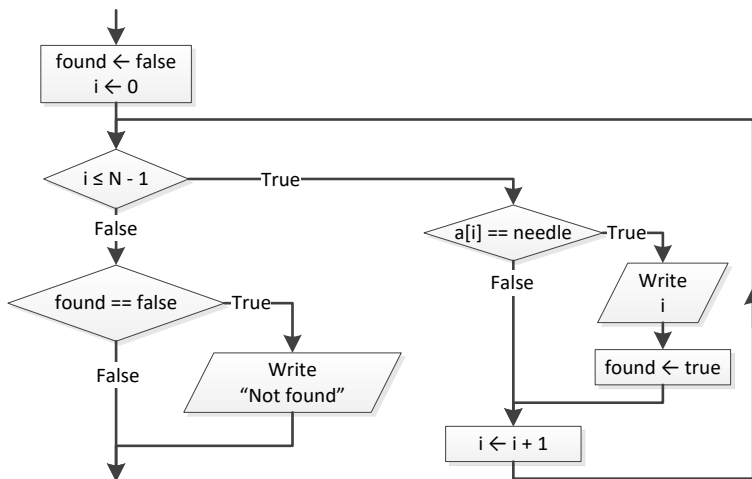 found ← false
i ← 0
i ≤ N - 1
True
False
a[i] == needle
True
False
Write
i
found ← true
i ← i + 1
found == false
True
False
Write
“Not found”